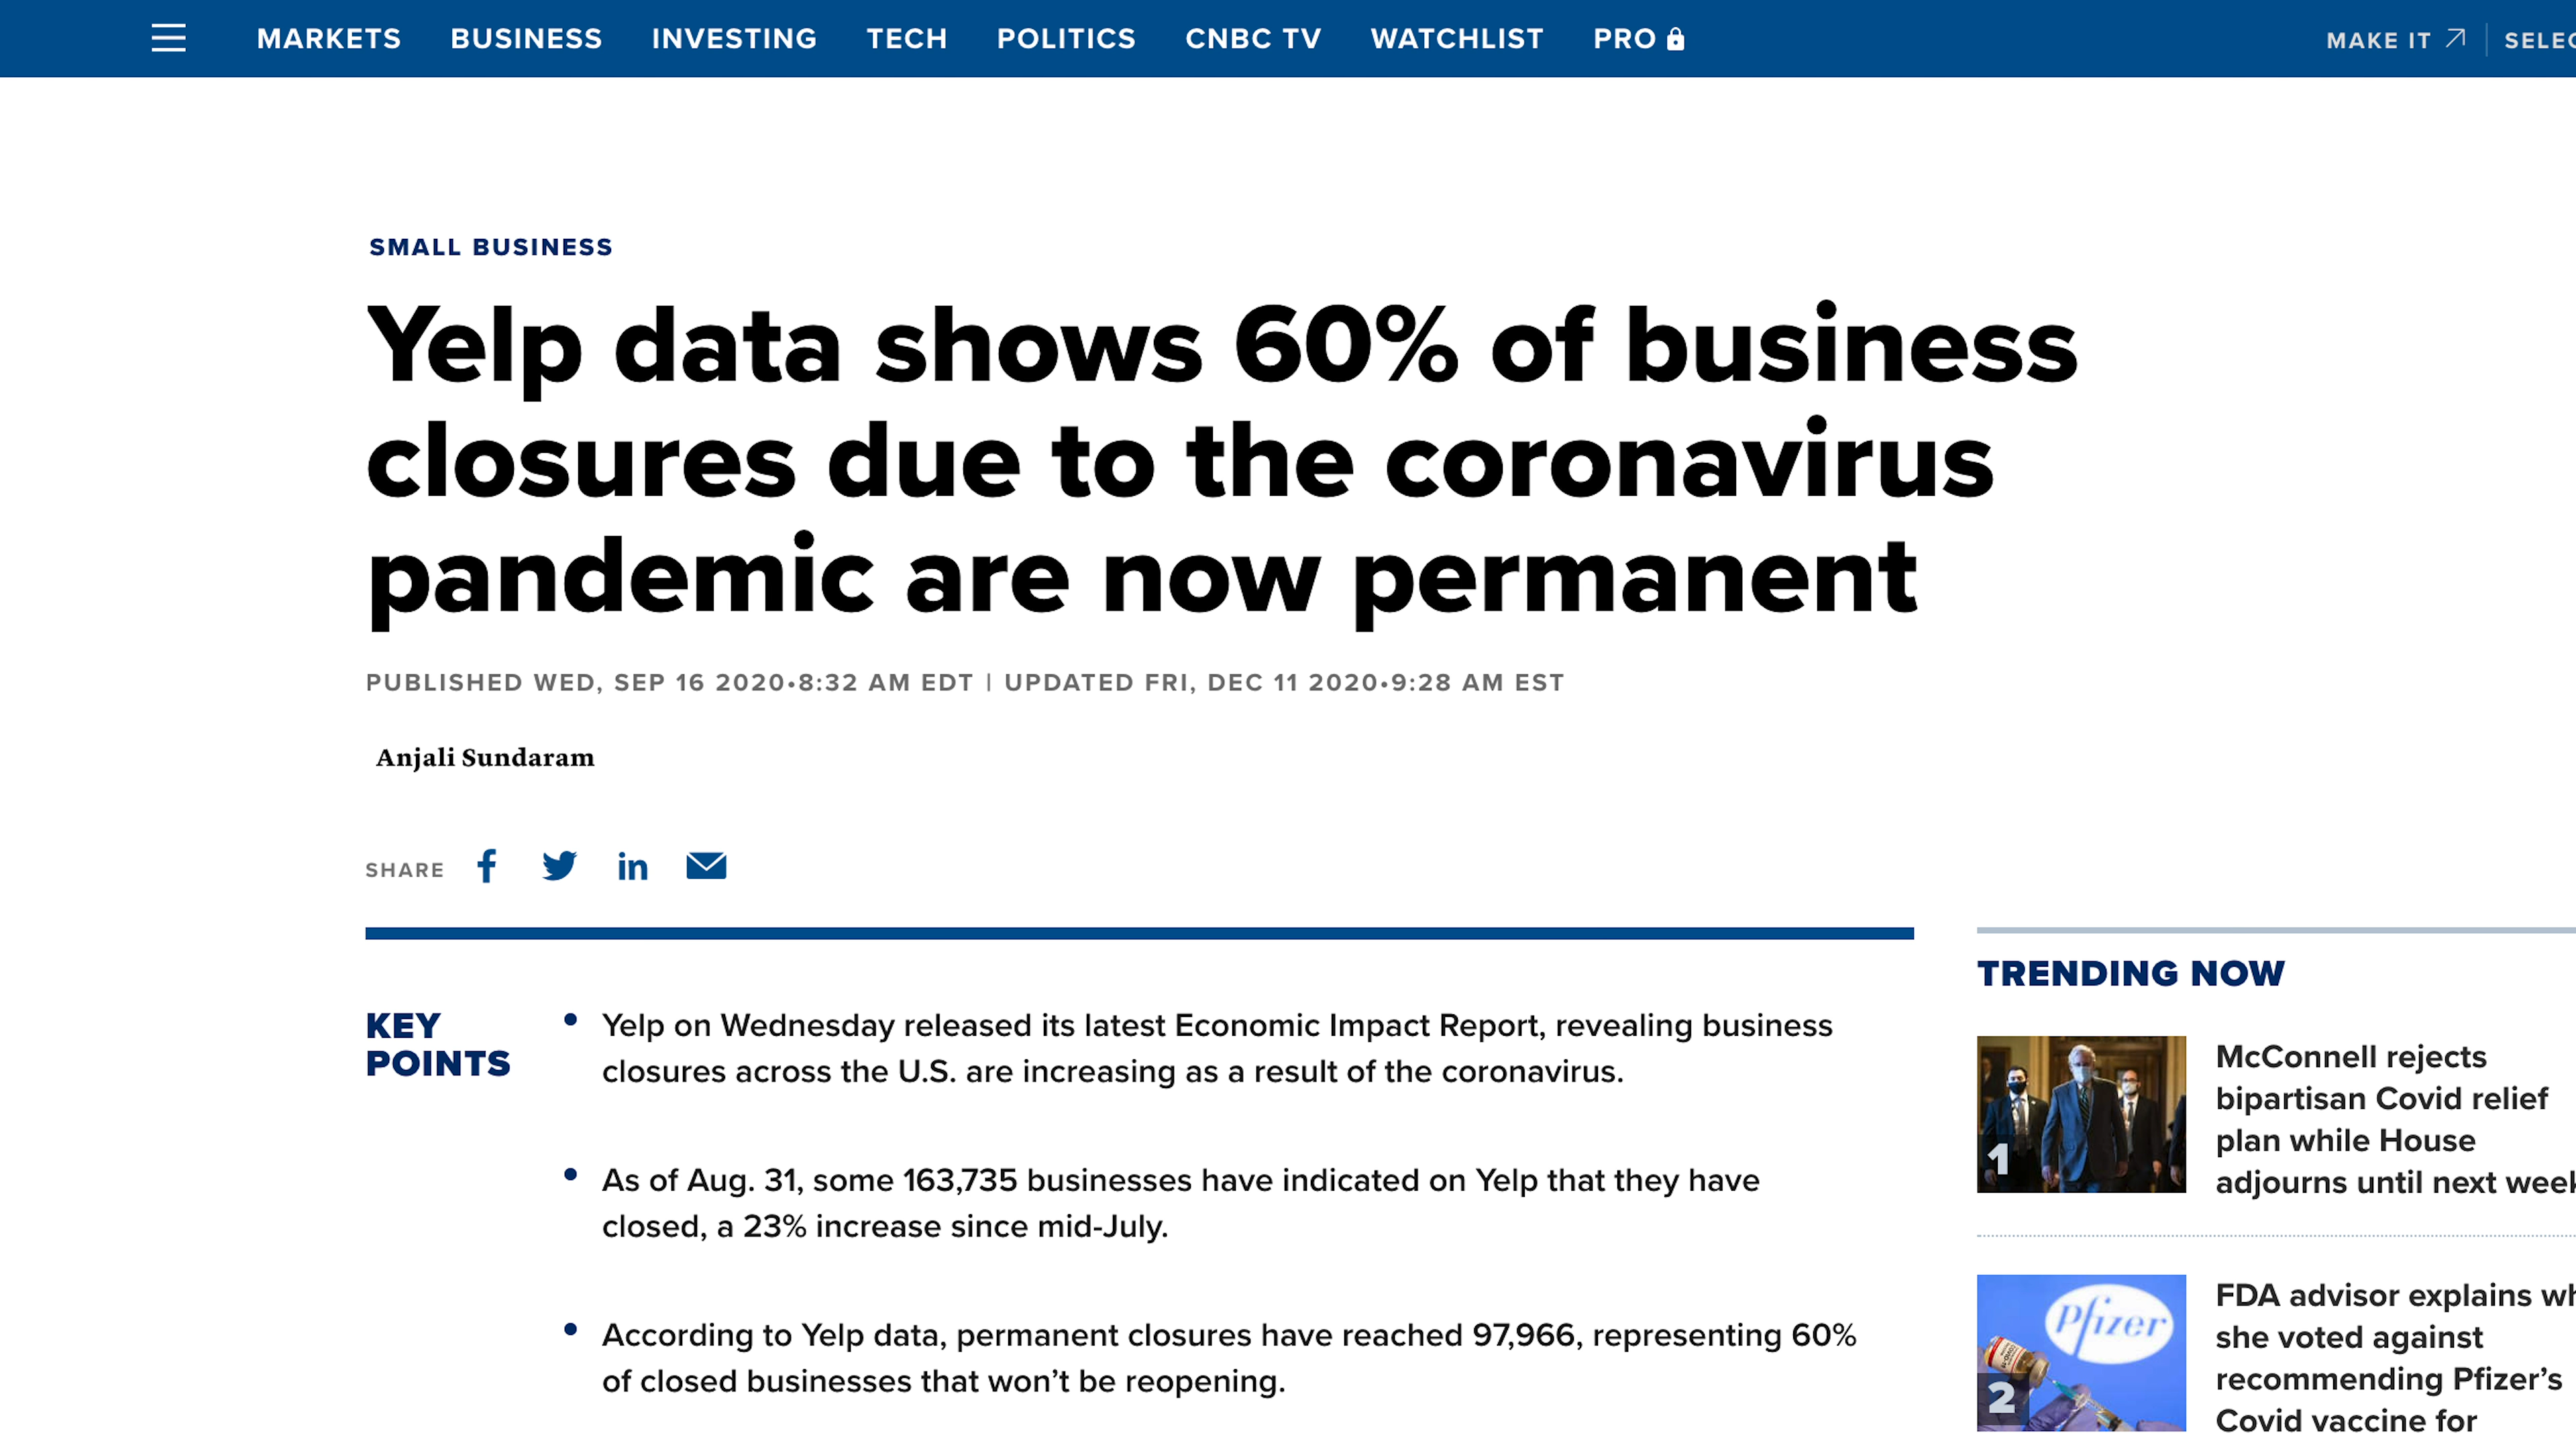 MARKETS BUSINESS INVESTING TECH POLITICS CNBC TV WATCHLIST PRO MAKE IT
SMALL BUSINESS
Yelp data shows 60% of business
closures due to the coronavirus
pandemic are now permanent
PUBLISHED WED, SEP 16 2020•8:32 AM EDT | UPDATED FRI, DEC 11 2020•9:28 AM EST
Anjali Sundaram
SHARE
KEY
POINTS
• Yelp on Wednesday released its latest Economic Impact Report, revealing business
closures across the U.S. are increasing as a result of the coronavirus.
• As of Aug. 31, some 163,735 businesses have indicated on Yelp that they have
closed, a 23% increase since mid-July.
• According to Yelp data, permanent closures have reached 97,966, representing 60%
of closed businesses that won’t be reopening.
TRENDING NOW
1
McConnell rejects
bipartisan Covid relief
plan while House
adjourns until next week
Pfizer
2
FDA advisor explains
she voted against
recommending Pfizer’s
Covid vaccine for